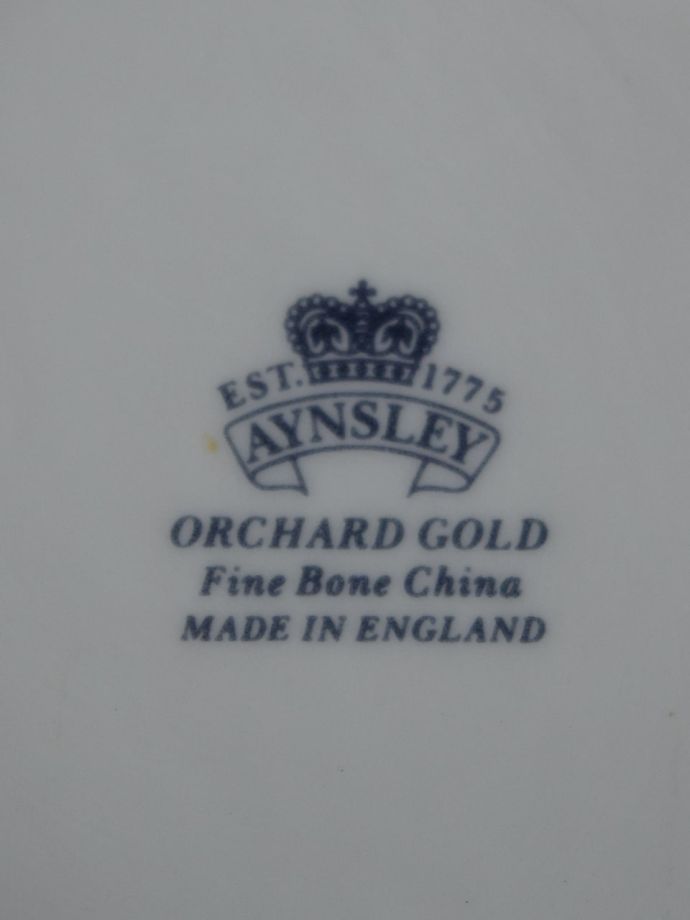 EST. 1775
AYNSLEY
ORCHARD GOLD
Fine Bone China
MADE IN ENGLAND